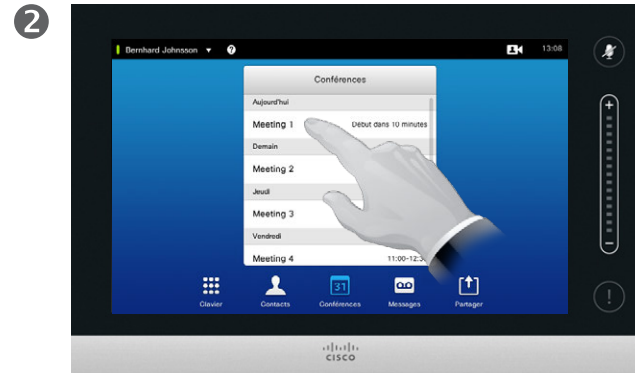 2
Bernhard Johnsson ▼ ? 13:08
Conférences
Aujourd'hui
Meeting 1 Début dans 10 minutes
Demain
Meeting 2
Jeudi
Meeting 3
Vendredi
Meeting 4 11:00-12:3
31
Clavier Contacts Conférences Messages Partager
+
−
!
CISCO